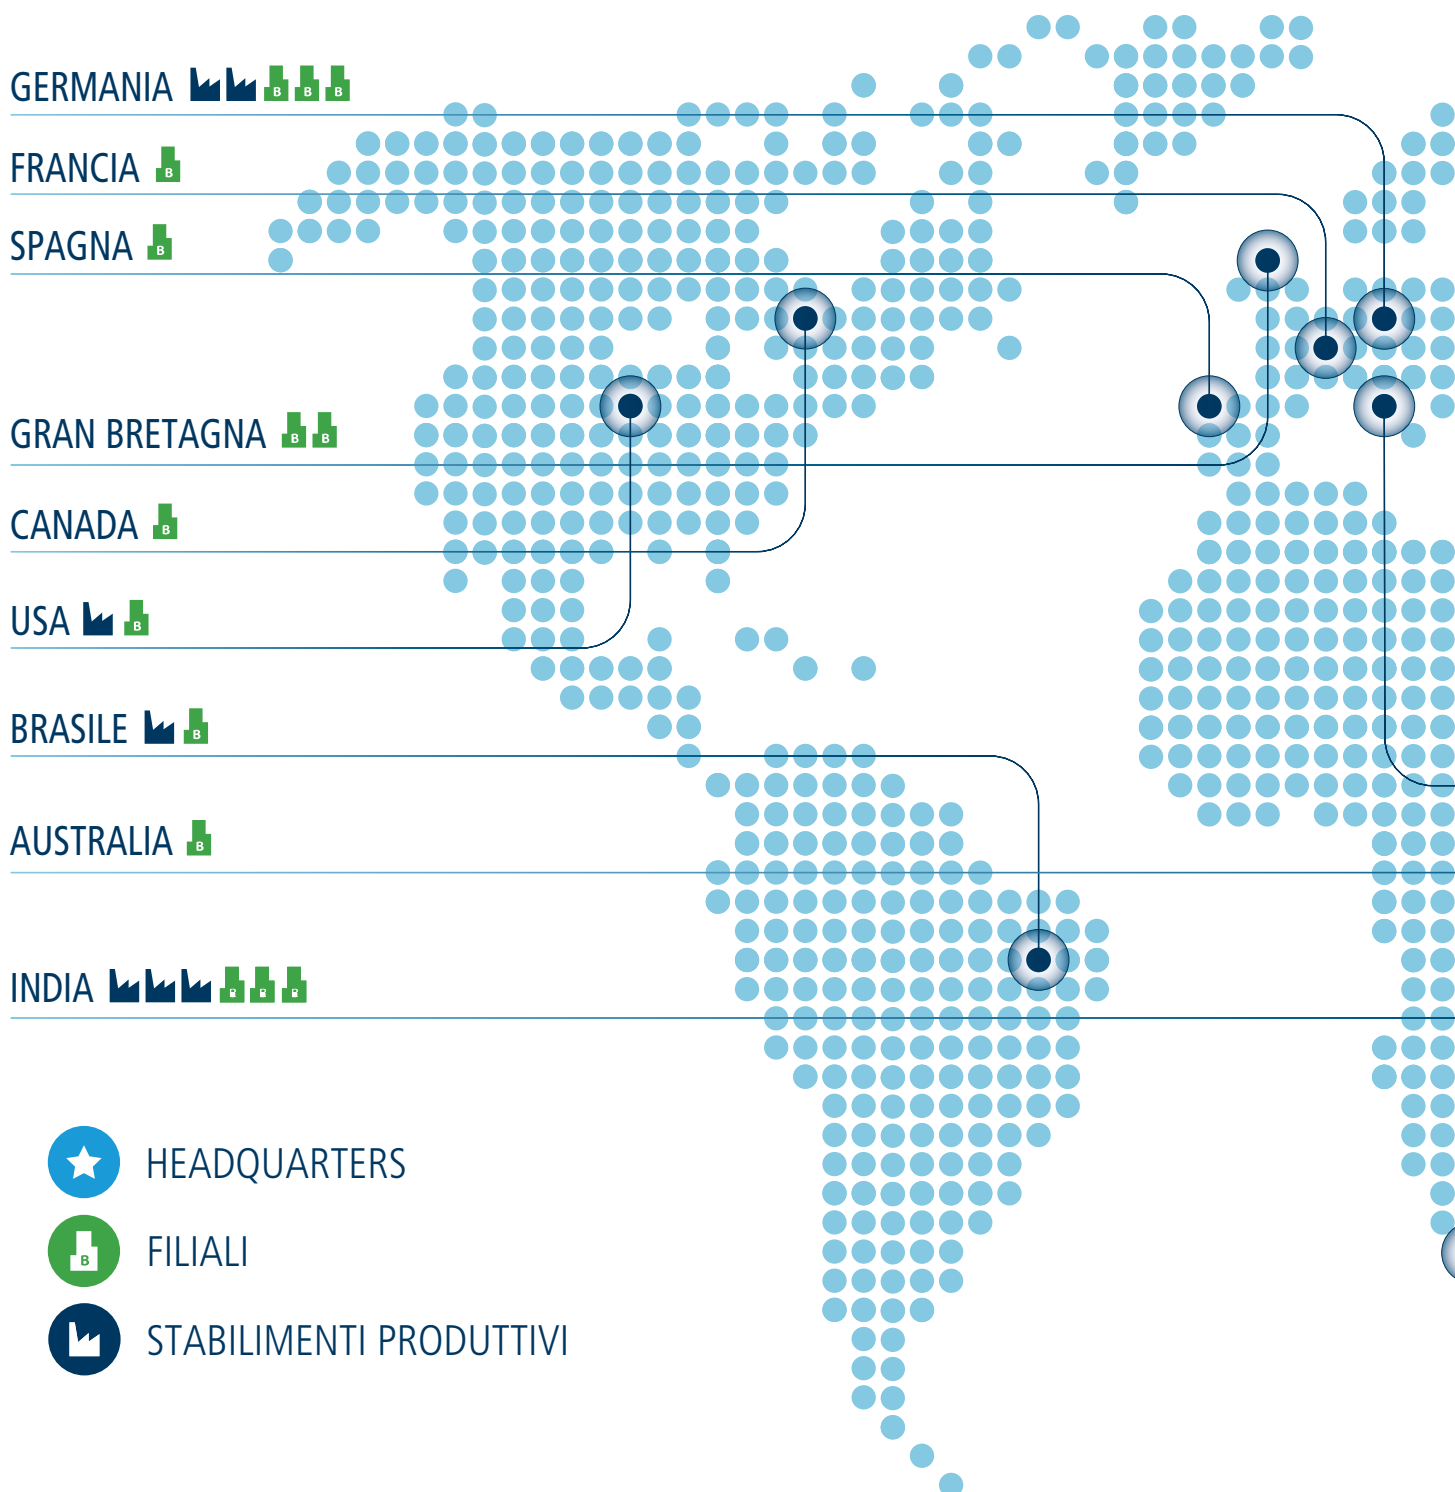 GERMANIA B B B
FRANCIA B
SPAGNA B
GRAN BRETAGNA B B
CANADA B
USA B
BRASILE B
AUSTRALIA B
INDIA
HEADQUARTERS
B FILIALI
STABILIMENTI PRODUTTIVI